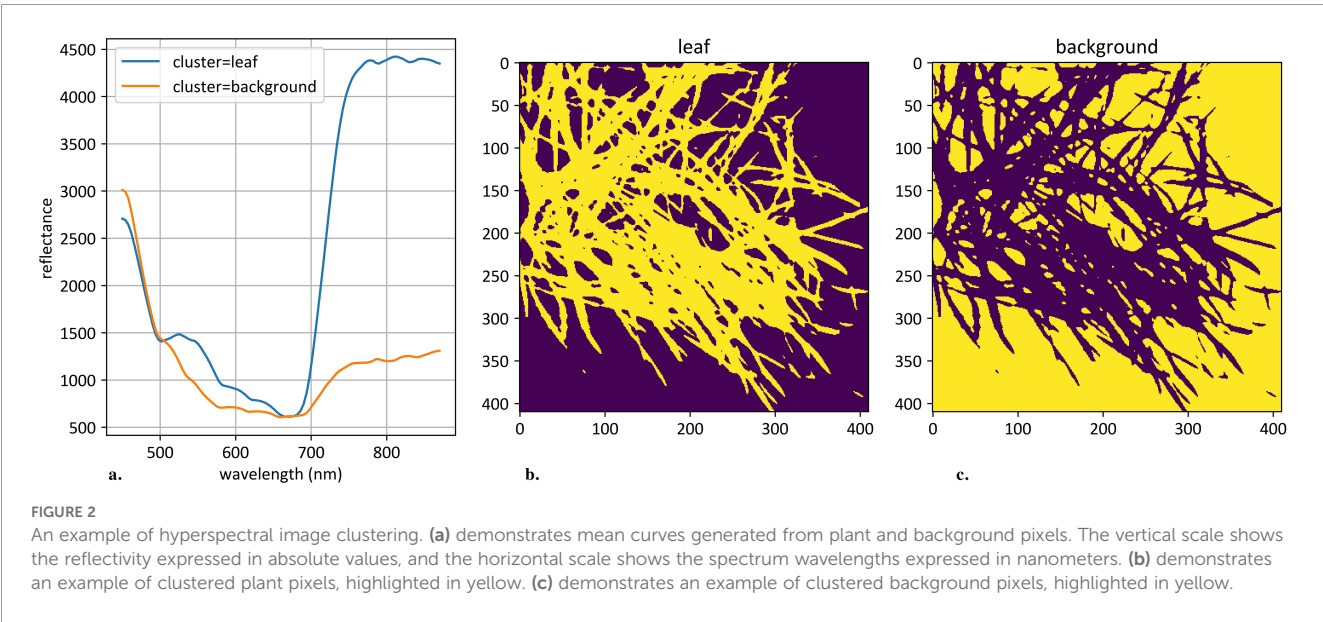 4500
4000
3500
3000
2500
2000
1500
1000
500
reflectance
cluster=leaf
cluster=background
500 600 700 800
wavelength (nm)
a.
leaf
0
50
100
150
200
250
300
350
400
0 100 200 300 400
b.
background
0
50
100
150
200
250
300
350
400
0 100 200 300 400
c.
FIGURE 2
An example of hyperspectral image clustering. (a) demonstrates mean curves generated from plant and background pixels. The vertical scale shows
the reflectivity expressed in absolute values, and the horizontal scale shows the spectrum wavelengths expressed in nanometers. (b) demonstrates
an example of clustered plant pixels, highlighted in yellow. (c) demonstrates an example of clustered background pixels, highlighted in yellow.